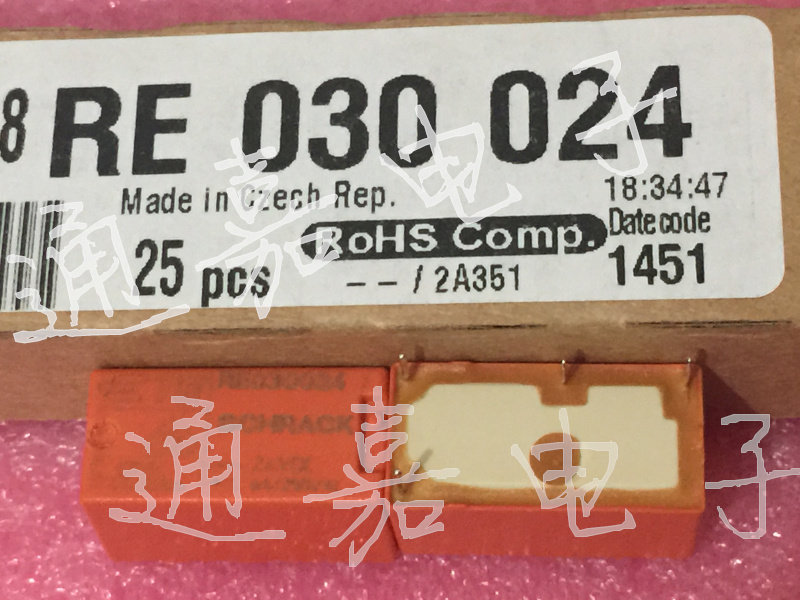 8 RE 030 024
Made in Czech Rep.
18:34:47
25 pcs
RoHS Comp.
Date code
-- / 2A351
1451
通嘉电子
RE030024
SCHRACK
通嘉电子